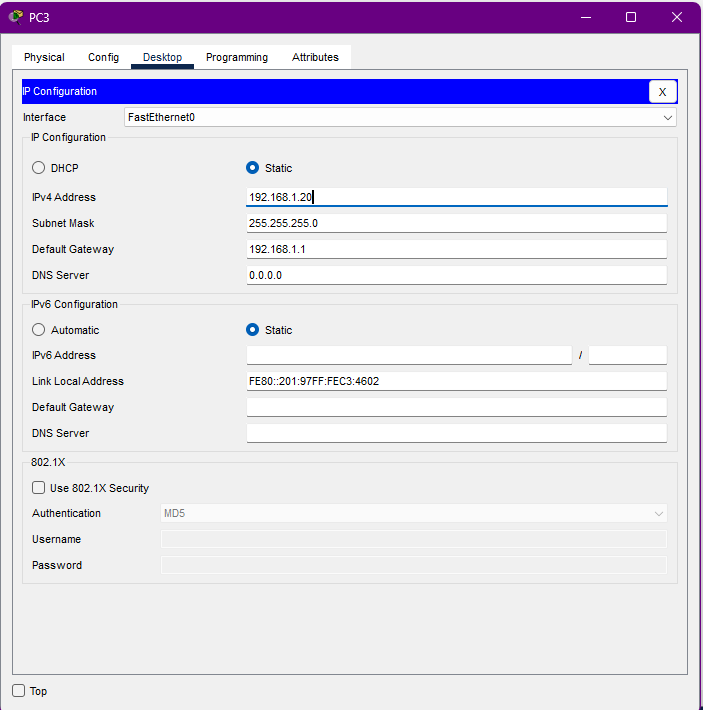 PC3
Physical Config Desktop Programming Attributes
IP Configuration X
Interface FastEthernet0
IP Configuration
DHCP Static
IPv4 Address 192.168.1.20
Subnet Mask 255.255.255.0
Default Gateway 192.168.1.1
DNS Server 0.0.0.0
IPv6 Configuration
Automatic Static
IPv6 Address /
Link Local Address FE80::201:97FF:FEC3:4602
Default Gateway
DNS Server
802.1X
Use 802.1X Security
Authentication MD5
Username
Password
Top